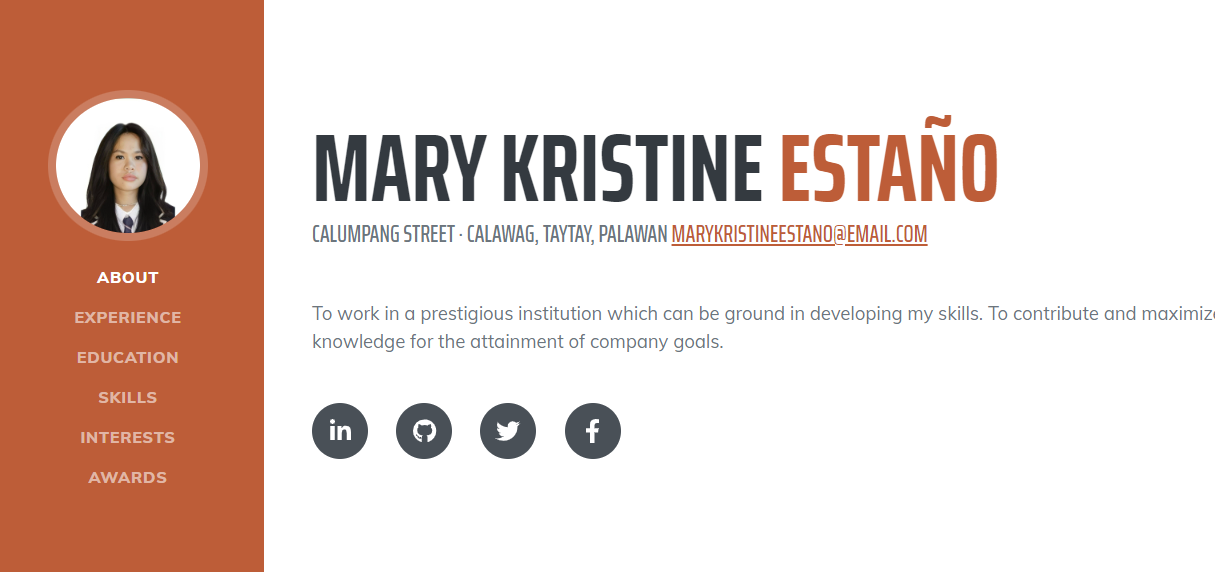 ABOUT
EXPERIENCE
EDUCATION
SKILLS
INTERESTS
AWARDS
MARY KRISTINE ESTAÑO
CALUMPANG STREET · CALAWAG, TAYTAY, PALAWAN MARYKRISTINEESTANO@EMAIL.COM
To work in a prestigious institution which can be ground in developing my skills. To contribute and
knowledge for the attainment of company goals.
in